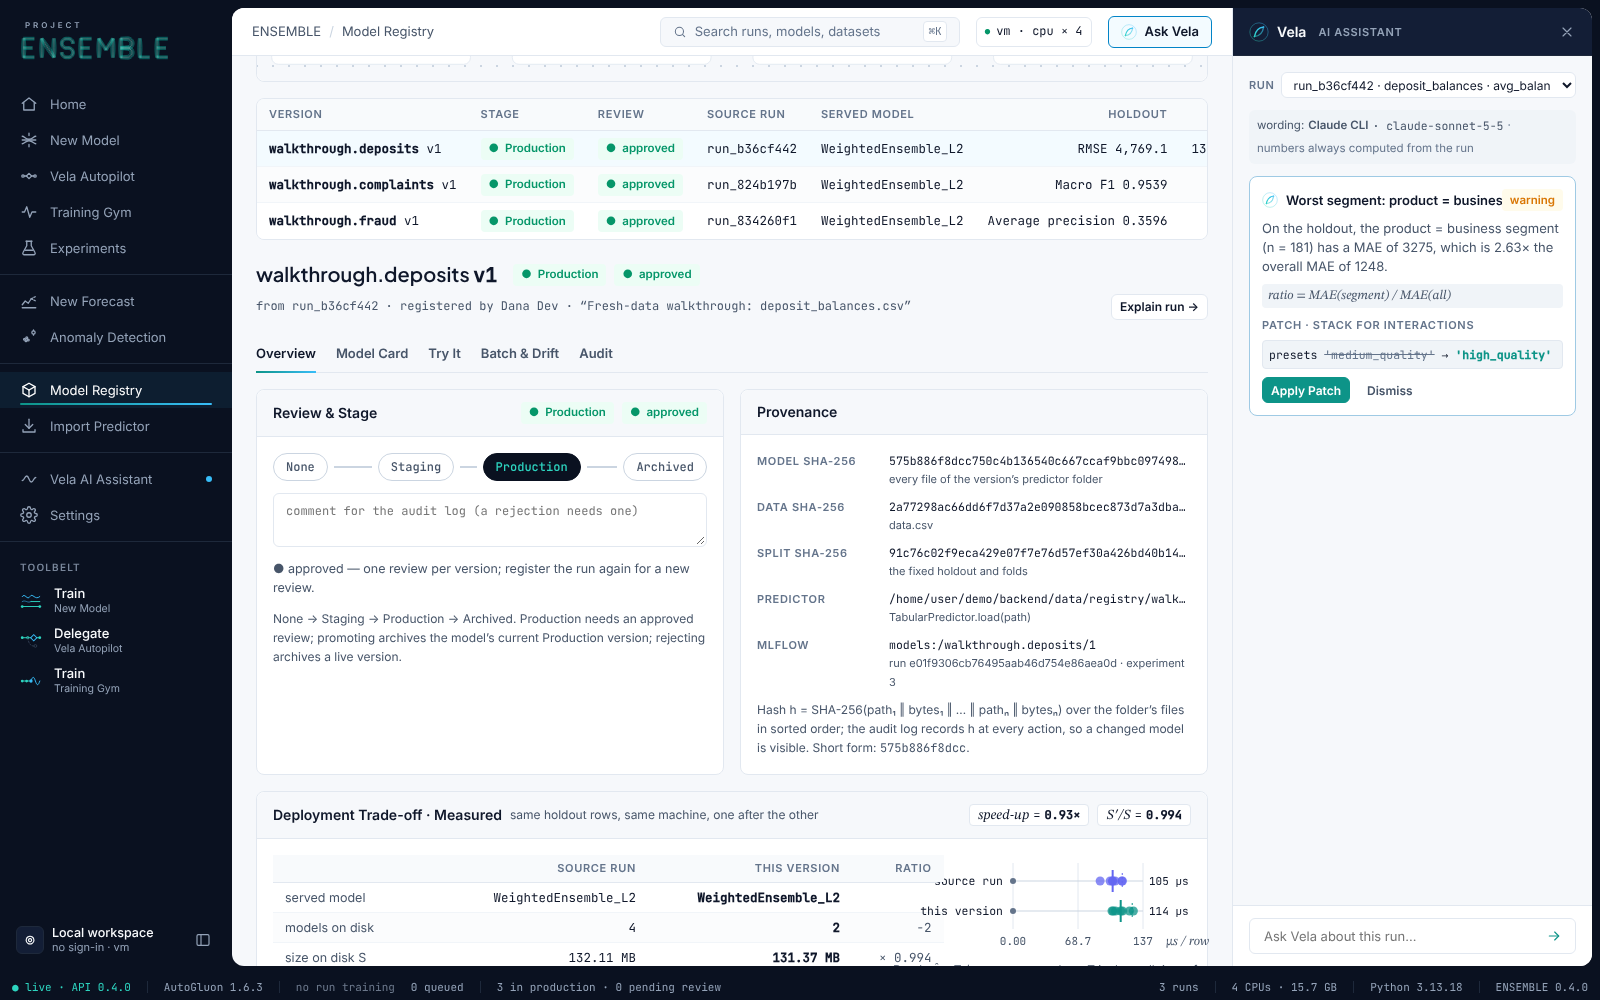 PROJECT
ENSEMBLE
Home
New Model
Vela Autopilot
Training Gym
Experiments
New Forecast
Anomaly Detection
Model Registry
Import Predictor
Vela AI Assistant
Settings
TOOLBELT
Train
New Model
Delegate
Vela Autopilot
Train
Training Gym
Local workspace
no sign-in · vm
ENSEMBLE / Model Registry
Search runs, models, datasets ⌘K
vm · cpu × 4
Ask Vela
VERSION STAGE REVIEW SOURCE RUN SERVED MODEL HOLDOUT
walkthrough.deposits v1 Production approved run_b36cf442 WeightedEnsemble_L2 RMSE 4,769.1 13
walkthrough.complaints v1 Production approved run_824b197b WeightedEnsemble_L2 Macro F1 0.9539
walkthrough.fraud v1 Production approved run_834260f1 WeightedEnsemble_L2 Average precision 0.3596
walkthrough.deposits v1 Production approved
from run_b36cf442 · registered by Dana Dev · “Fresh-data walkthrough: deposit_balances.csv”
Explain run →
Overview Model Card Try It Batch & Drift Audit
Review & Stage Production approved
None Staging Production Archived
comment for the audit log (a rejection needs one)
approved — one review per version; register the run again for a new
review.
None → Staging → Production → Archived. Production needs an approved
review; promoting archives the model’s current Production version; rejecting
archives a live version.
Provenance
MODEL SHA-256 575b886f8dcc750c4b136540c667ccaf9bbc097498…
every file of the version’s predictor folder
DATA SHA-256 2a77298ac66dd6f7d37a2e090858bcec873d7a3dba…
data.csv
SPLIT SHA-256 91c76c02f9eca429e07f7e76d57ef30a426bd40b14…
the fixed holdout and folds
PREDICTOR /home/user/demo/backend/data/registry/walk…
TabularPredictor.load(path)
MLFLOW models:/walkthrough.deposits/1
run e01f9306cb76495aab46d754e86aea0d · experiment
3
Hash h = SHA-256(path₁ ‖ bytes₁ ‖ … ‖ pathₙ ‖ bytesₙ) over the folder’s files
in sorted order; the audit log records h at every action, so a changed model
is visible. Short form: 575b886f8dcc.
Deployment Trade-off · Measured same holdout rows, same machine, one after the other
speed-up = 0.93×
S′/S = 0.994
SOURCE RUN THIS VERSION RATIO
served model WeightedEnsemble_L2 WeightedEnsemble_L2
models on disk 4 2 -2
size on disk S 132.11 MB 131.37 MB × 0.994
source run 105 µs
this version 114 µs
0.00 68.7 137 µs / row
Vela AI ASSISTANT
RUN run_b36cf442 · deposit_balances · avg_balan
wording: Claude CLI · claude-sonnet-5-5 ·
numbers always computed from the run
Worst segment: product = busines warning
On the holdout, the product = business segment
(n = 181) has a MAE of 3275, which is 2.63× the
overall MAE of 1248.
ratio = MAE(segment) / MAE(all)
PATCH · STACK FOR INTERACTIONS
presets 'medium_quality' → 'high_quality'
Apply Patch Dismiss
Ask Vela about this run... →
live · API 0.4.0 AutoGluon 1.6.3 no run training 0 queued 3 in production · 0 pending review 3 runs 4 CPUs · 15.7 GB Python 3.13.18 ENSEMBLE 0.4.0